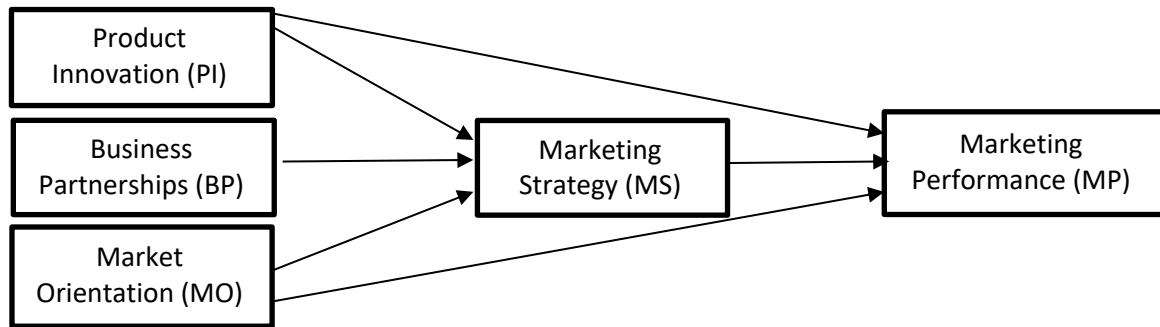 Product
Innovation (PI)
Business
Partnerships (BP)
Market
Orientation (MO)
Marketing
Strategy (MS)
Marketing
Performance (MP)